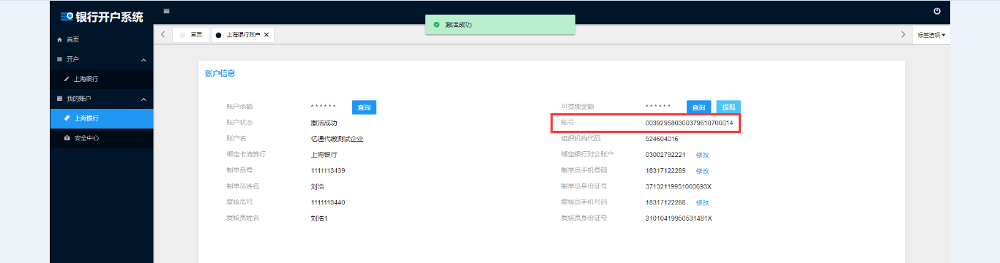 银行开户系统
激活成功
首页
上海银行账户
标签选项
首页
开户
上海银行
我的账户
上海银行
安全中心
账户信息
账户余额 ****** 查询 可提现金额 ****** 查询 提现
账户状态 激活成功 账号 003929580300379610700014
账户名 亿通代缴测试企业 组织机构代码 524604016
绑定卡清算行 上海银行 绑定银行对公账户 03002792221 修改
制单员号 1111113439 制单员手机号码 18317122289 修改
制单员姓名 刘浩 制单员身份证号 37132119951003693X
复核员号 1111113440 复核员手机号码 18317122288 修改
复核员姓名 刘浩1 复核员身份证号 31010419950531481X